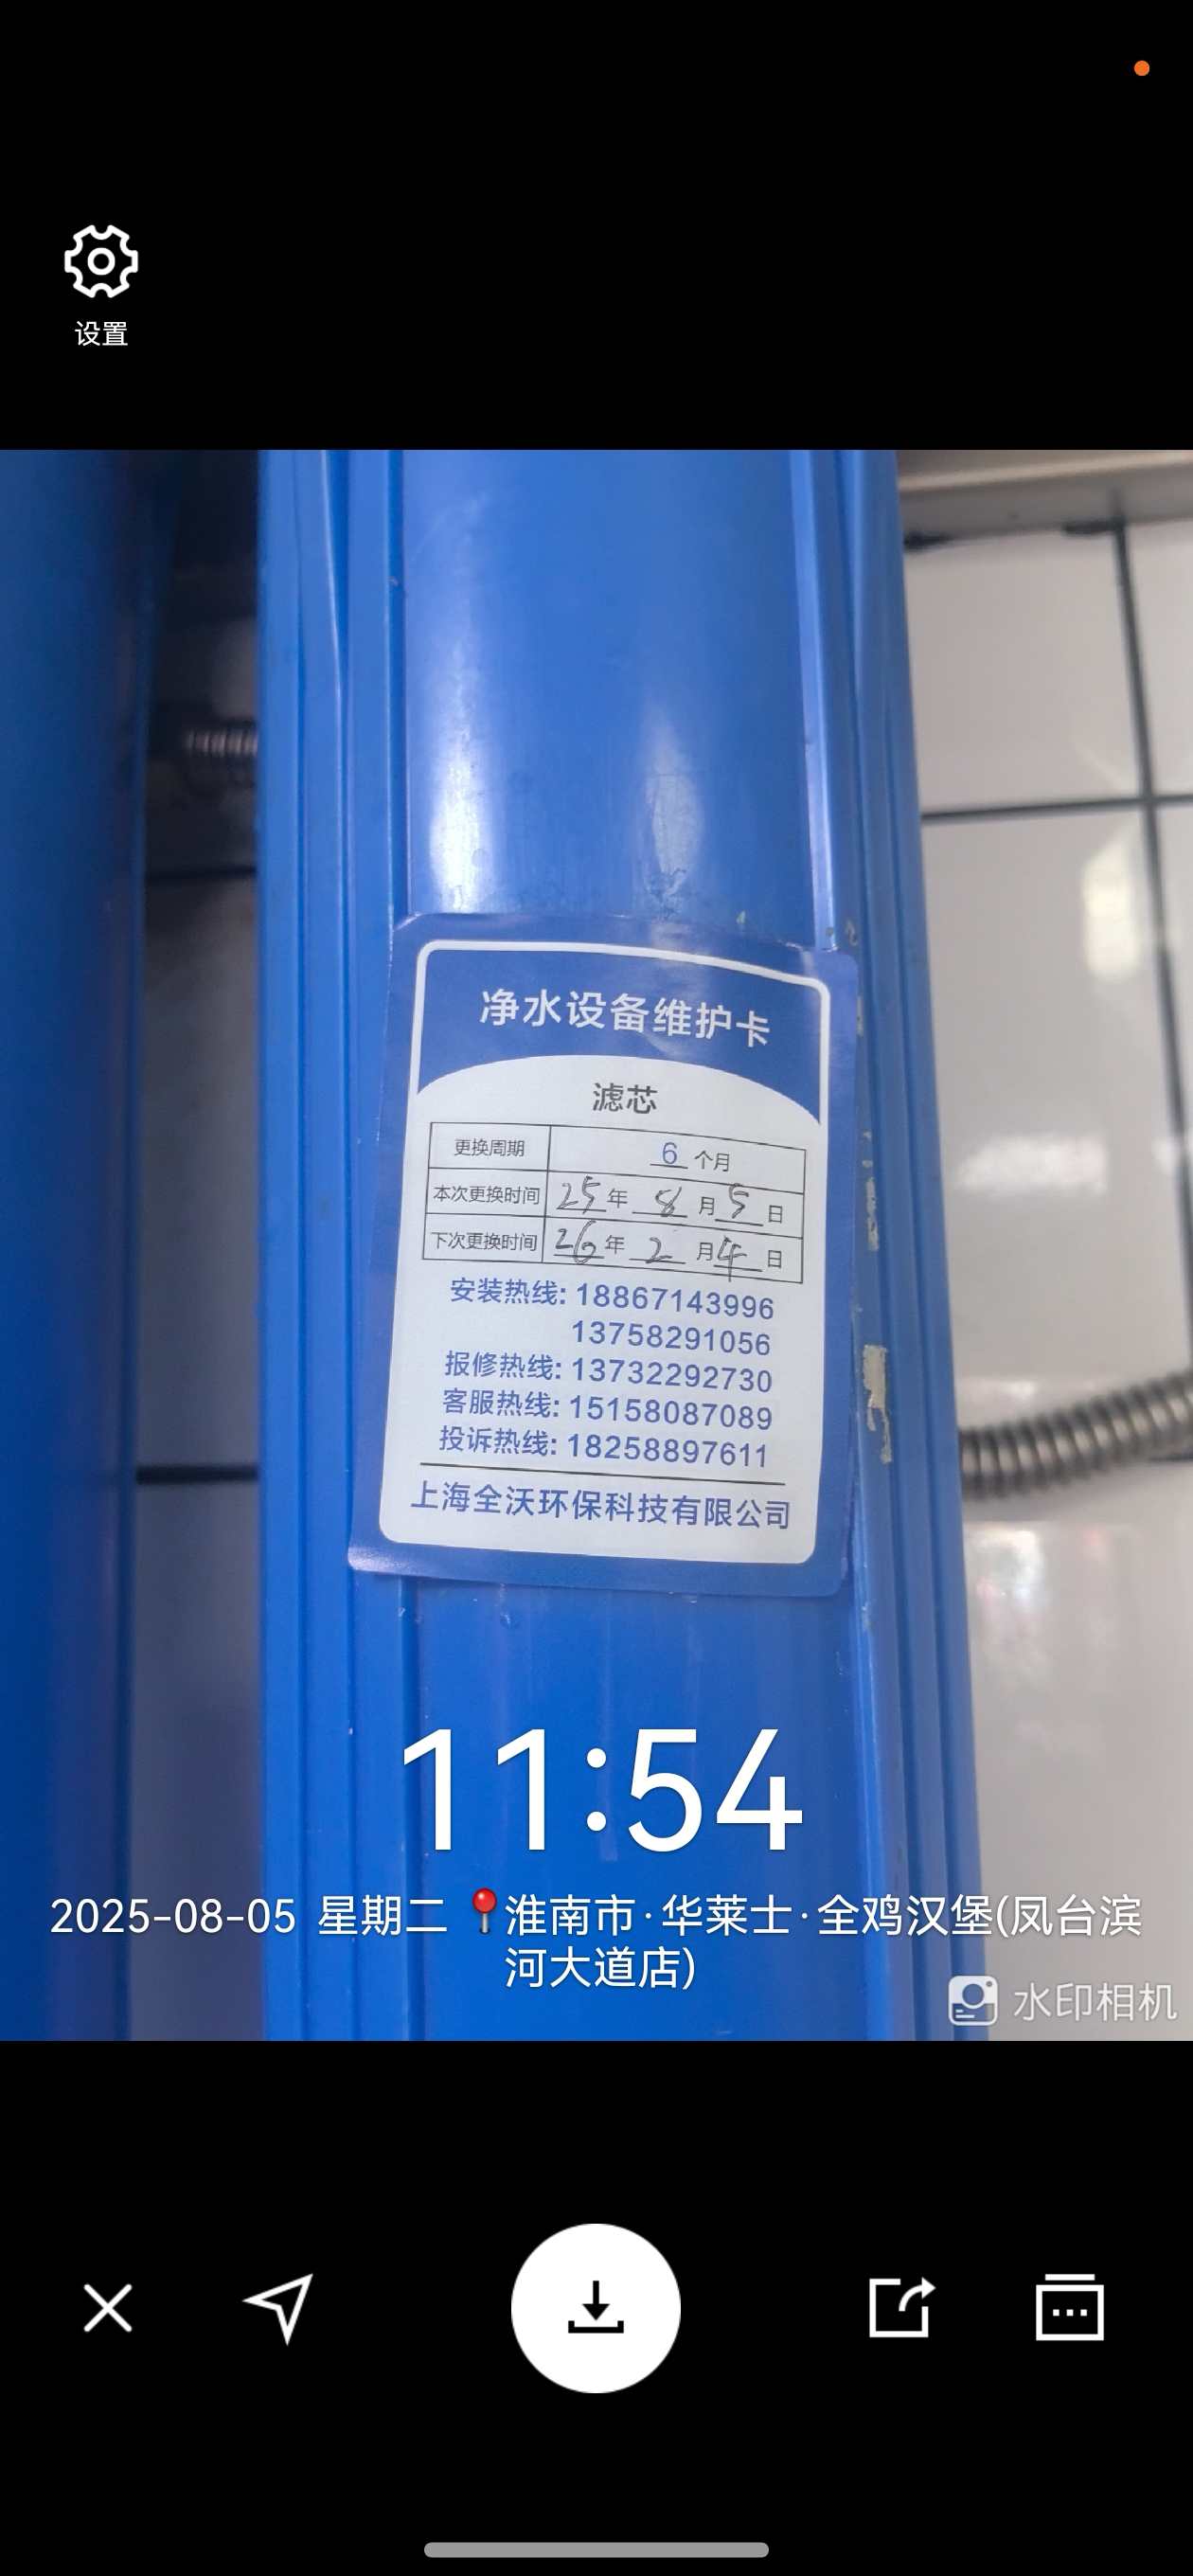 设置
净水设备维护卡
滤芯
更换周期 6 个月
本次更换时间 25年 8 月 5 日
下次更换时间 26年 2 月 4 日
安装热线: 18867143996
13758291056
报修热线: 13732292730
客服热线: 15158087089
投诉热线: 18258897611
上海全沃环保科技有限公司
11:54
2025-08-05 星期二 📍淮南市·华莱士·全鸡汉堡(凤台滨
河大道店)
水印相机